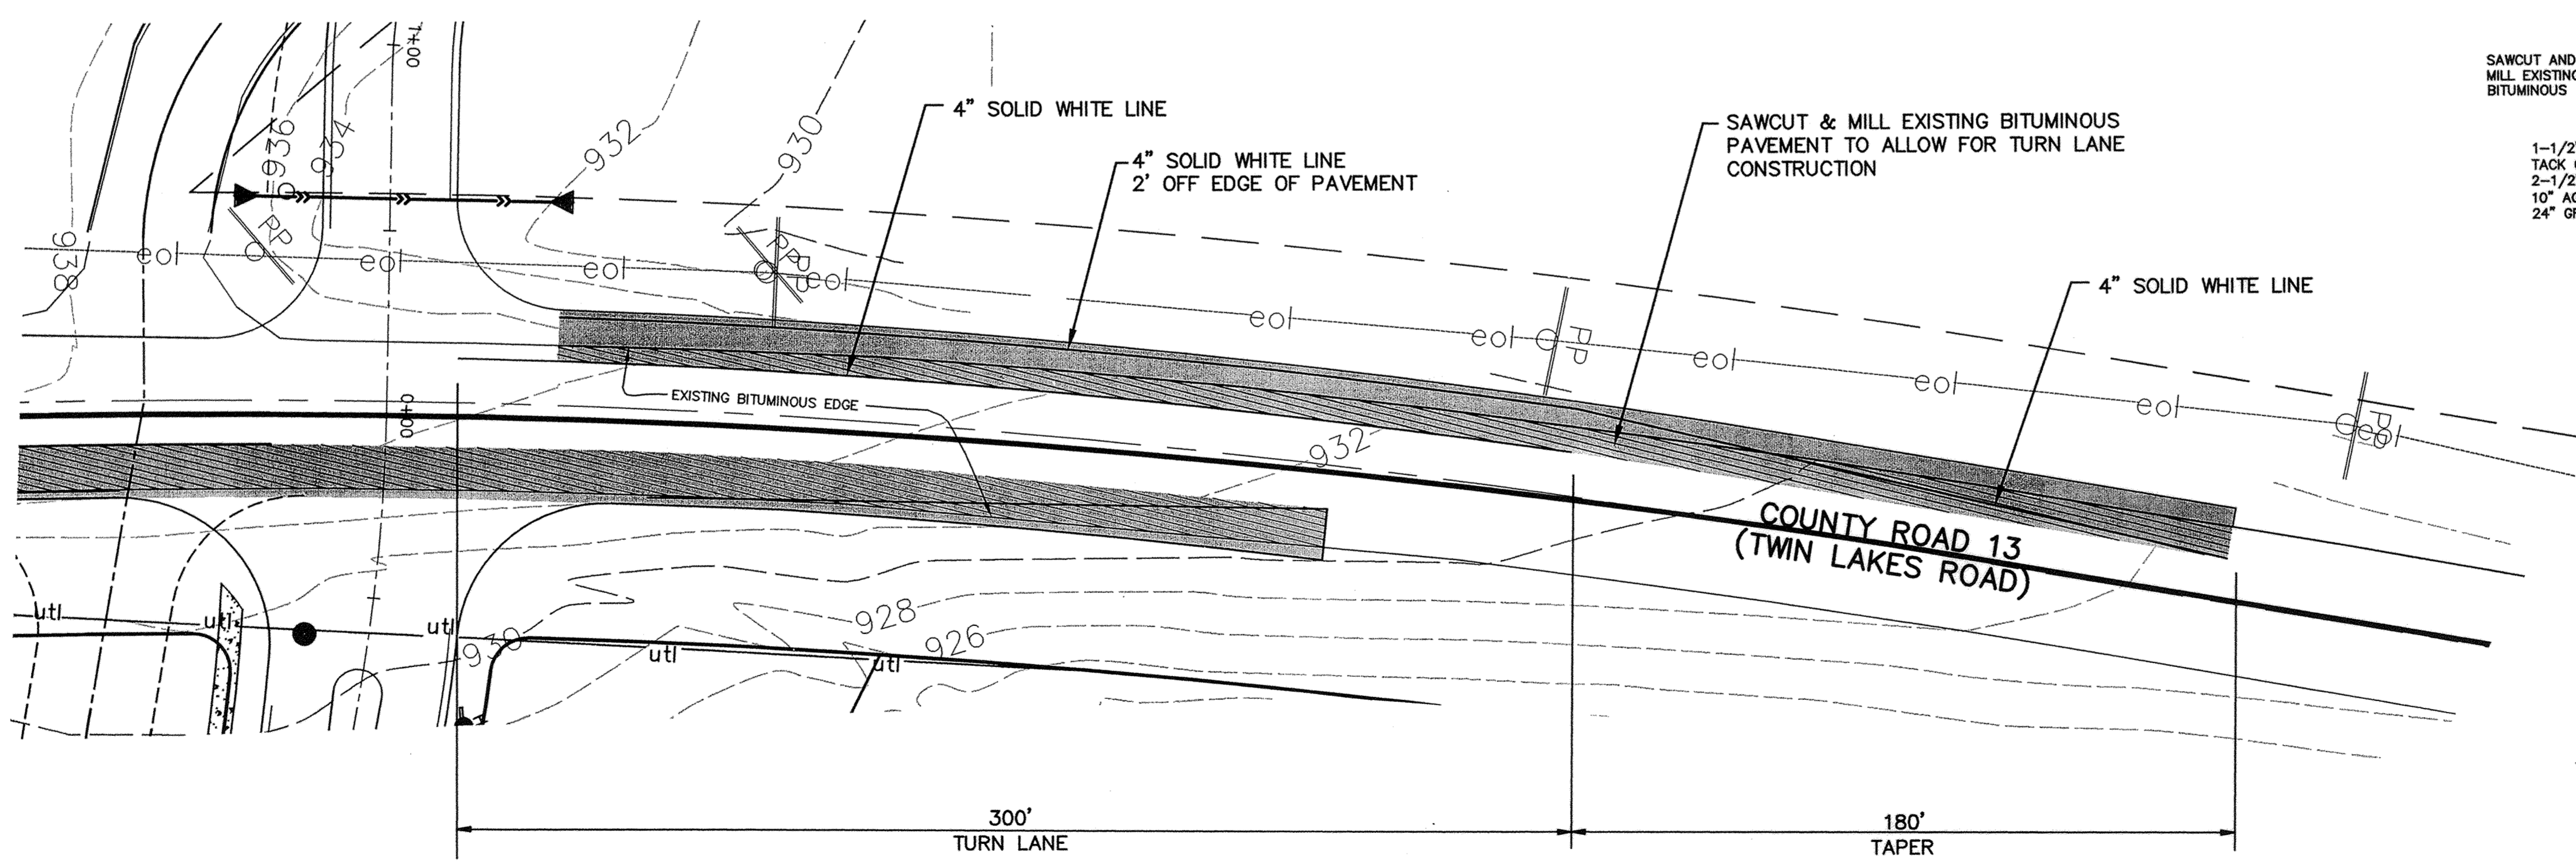 SAWCUT AND
MILL EXISTING
BITUMINOUS
1+00
4" SOLID WHITE LINE
4" SOLID WHITE LINE
2' OFF EDGE OF PAVEMENT
SAWCUT & MILL EXISTING BITUMINOUS
PAVEMENT TO ALLOW FOR TURN LANE
CONSTRUCTION
1-1/2"
TACK
2-1/2
10"
24"
936
934
932
930
938
PP
PP
PP
PP
PP
eol
eol
eol
eol
eol
eol
eol
eol
eol
eol
4" SOLID WHITE LINE
EXISTING BITUMINOUS EDGE
0+00
932
COUNTY ROAD 13
(TWIN LAKES ROAD)
utl
utl
utl
utl
utl
930
928
926
300'
TURN LANE
180'
TAPER